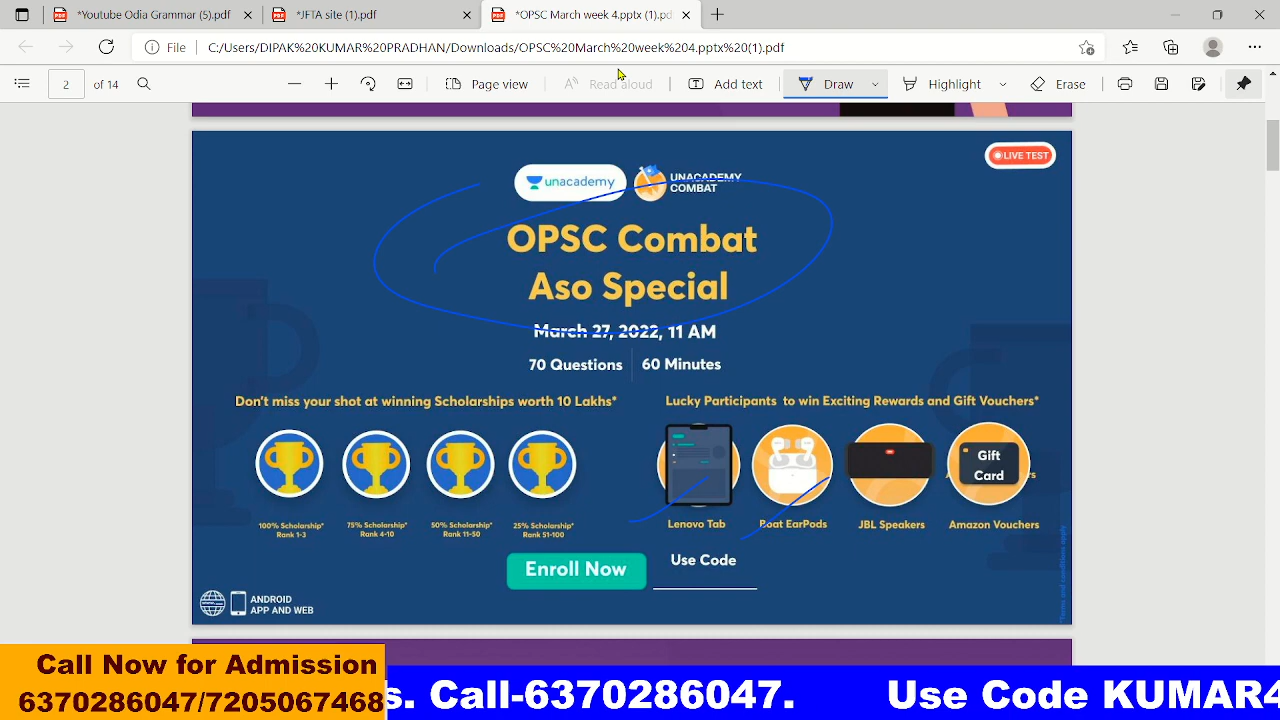 *Youtube Odia Grammar (5).pdf
*JFTA site (1).pdf
*OPSC March week 4.pptx (1).pd
File
C:/Users/DIPAK%20KUMAR%20PRADHAN/Downloads/OPSC%20March%20week%204.pptx%20(1).pdf
2 of 14
Page view
Read aloud
Add text
Draw
Highlight
Erase
LIVE TEST
unacademy
UNACADEMY
COMBAT
OPSC Combat
Aso Special
March 27, 2022, 11 AM
70 Questions
60 Minutes
Don't miss your shot at winning Scholarships worth 10 Lakhs*
100% Scholarship*
Rank 1-3
75% Scholarship*
Rank 4-10
50% Scholarship*
Rank 11-50
25% Scholarship*
Rank 51-100
Lucky Participants to win Exciting Rewards and Gift Vouchers*
Gift
Card
Lenovo Tab
Boat EarPods
JBL Speakers
Amazon Vouchers
Enroll Now
Use Code
ANDROID
APP AND WEB
*Terms and conditions apply
Call Now for Admission
6370286047/7205067468
s. Call-6370286047.
Use Code KUMAR4